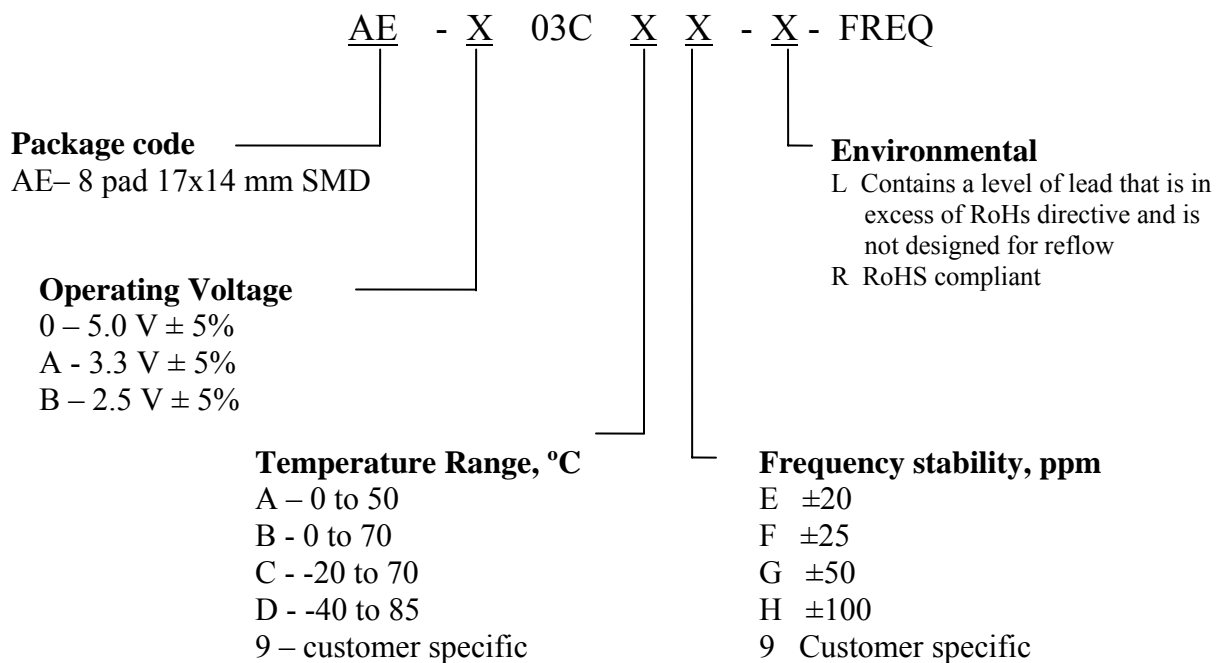 AE - X 03C X X - X - FREQ
Package code
AE– 8 pad 17x14 mm SMD
Environmental
L Contains a level of lead that is in
excess of RoHs directive and is
not designed for reflow
R RoHS compliant
Operating Voltage
0 – 5.0 V ± 5%
A - 3.3 V ± 5%
B – 2.5 V ± 5%
Temperature Range, ºC
A – 0 to 50
B - 0 to 70
C - -20 to 70
D - -40 to 85
9 – customer specific
Frequency stability, ppm
E ±20
F ±25
G ±50
H ±100
9 Customer specific